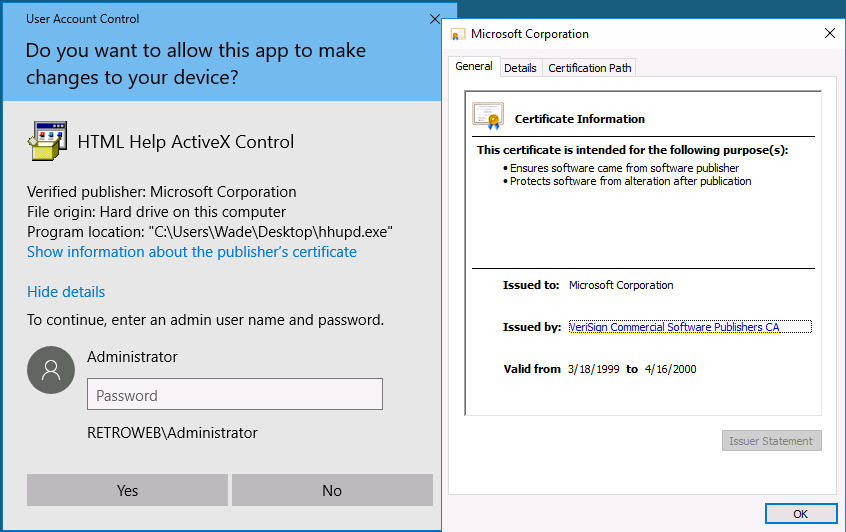 User Account Control
Do you want to allow this app to make
changes to your device?
HTML Help ActiveX Control
Verified publisher: Microsoft Corporation
File origin: Hard drive on this computer
Program location: "C:\Users\Wade\Desktop\hhupd.exe"
Show information about the publisher's certificate
Hide details
To continue, enter an admin user name and password.
Administrator
Password
RETROWEB\Administrator
Yes
No
Microsoft Corporation
General
Details
Certification Path
Certificate Information
This certificate is intended for the following purpose(s):
• Ensures software came from software publisher
• Protects software from alteration after publication
Issued to: Microsoft Corporation
Issued by: VeriSign Commercial Software Publishers CA
Valid from 3/18/1999 to 4/16/2000
Issuer Statement
OK